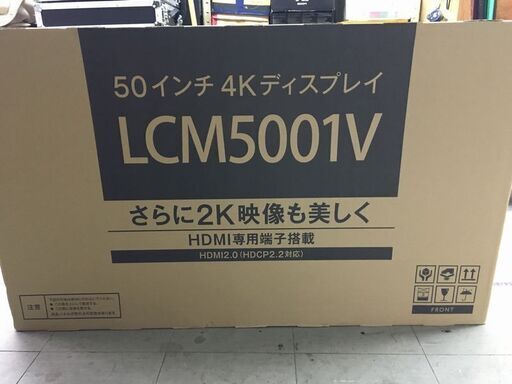 50インチ 4Kディスプレイ
LCM5001V
さらに2K映像も美しく
HDMI専用端子搭載
HDMI2.0(HDCP2.2対応)
注意
FRONT